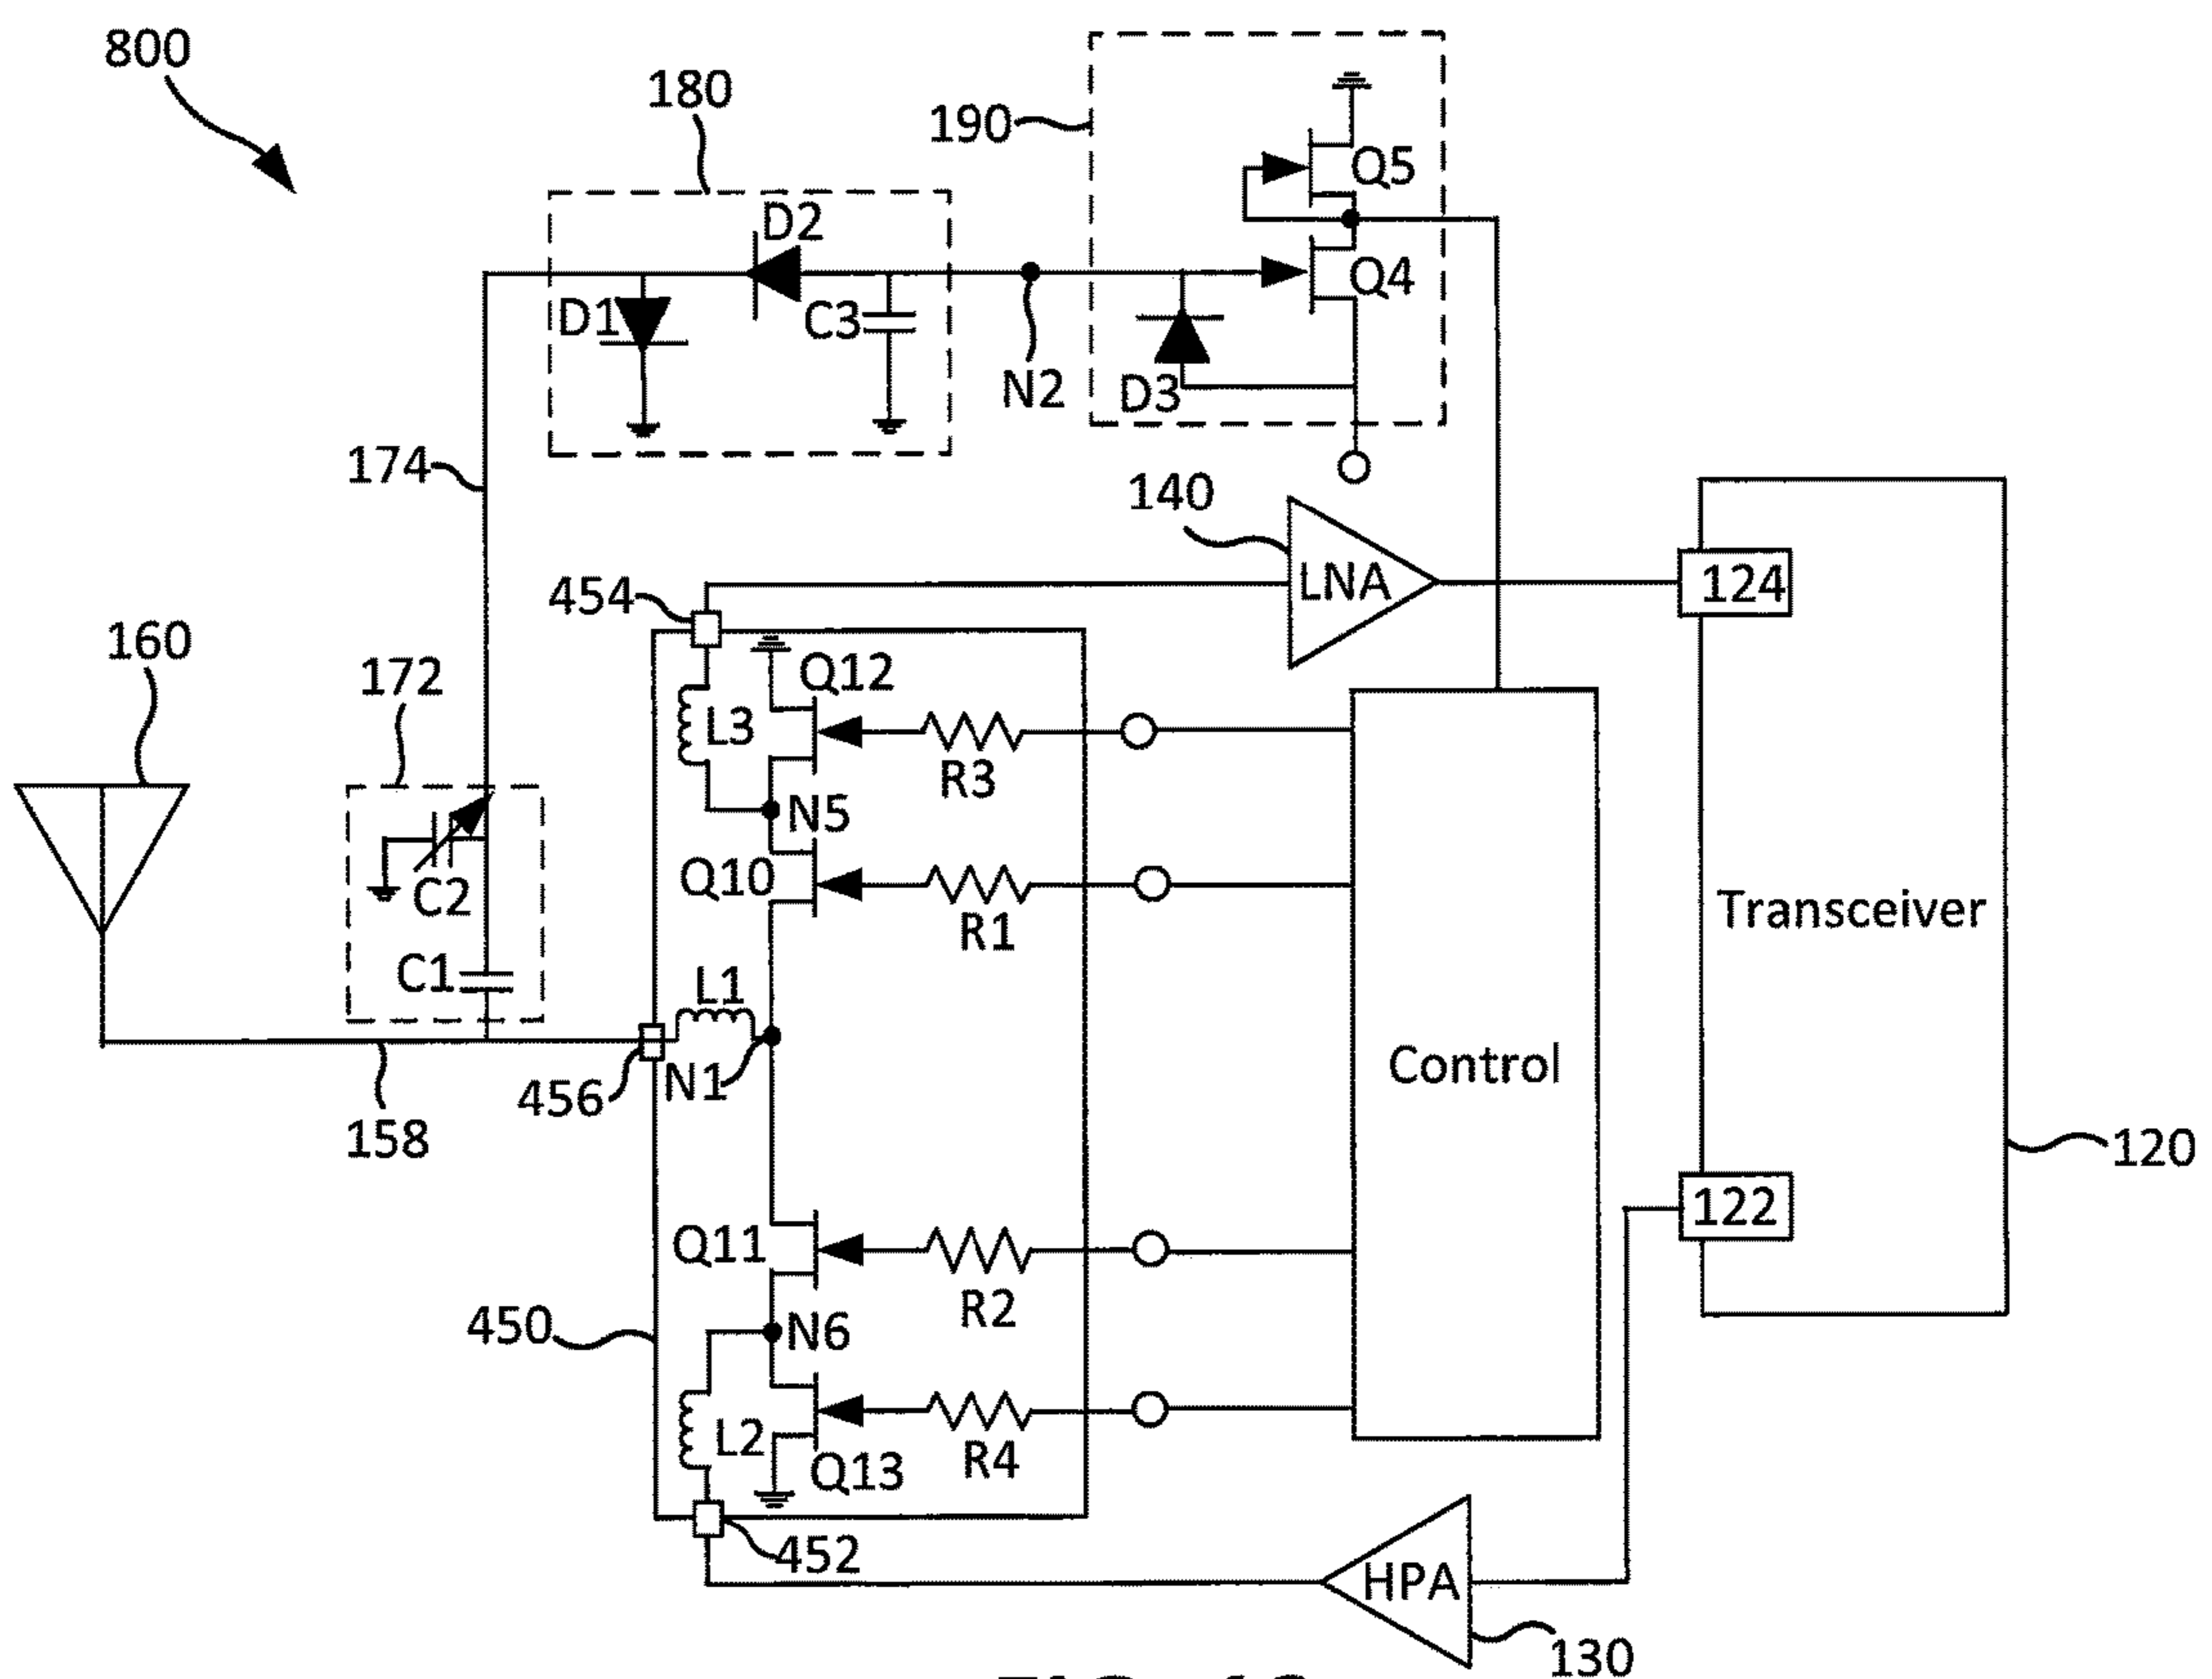 800
180
190
Q5
D2
Q4
D1
C3
N2
D3
174
140
LNA
124
454
160
172
Q12
L3
R3
N5
Q10
C2
R1
Transceiver
C1
L1
Control
456
N1
158
120
122
Q11
R2
450
N6
L2
R4
Q13
452
HPA
130